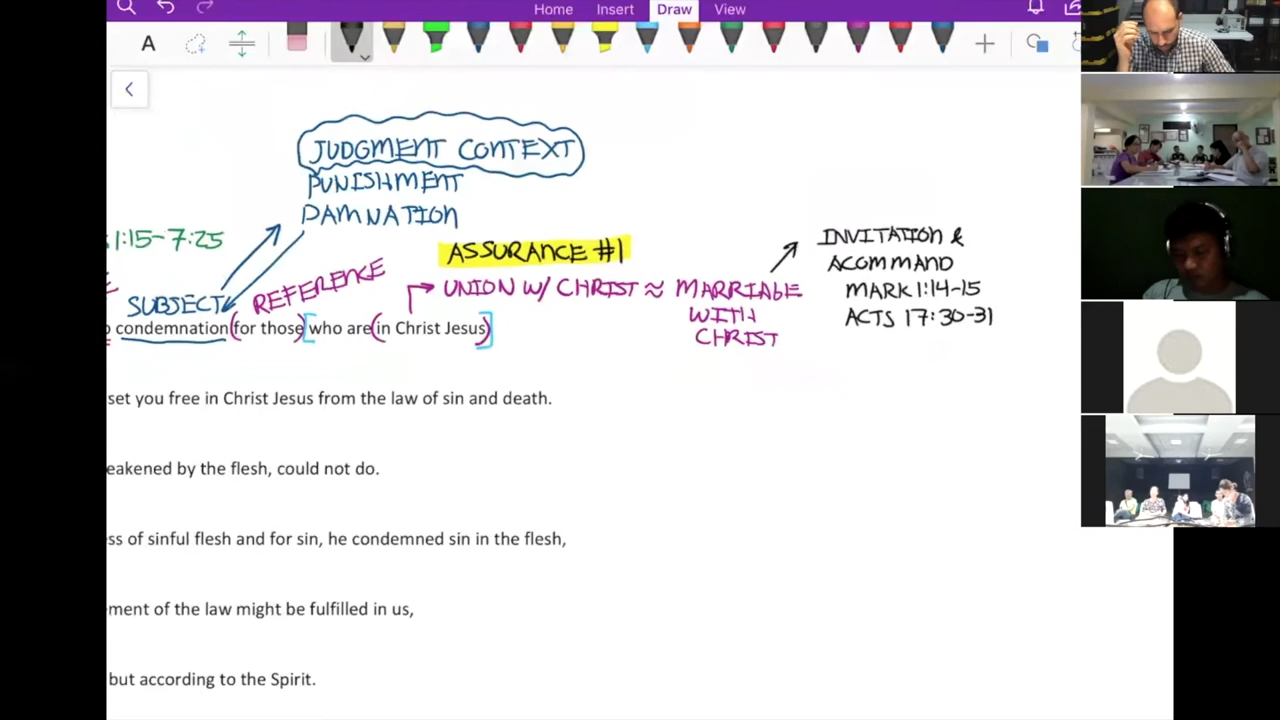 Home Insert Draw View
A
JUDGMENT CONTEXT
PUNISHMENT
DAMNATION
1:15-7:25
ASSURANCE #1
INVITATION &
A COMMAND
MARK 1:14-15
ACTS 17:30-31
SUBJECT
REFERENCE
UNION W/ CHRIST ≈ MARRIAGE
WITH
CHRIST
condemnation (for those) [who are (in Christ Jesus)]
set you free in Christ Jesus from the law of sin and death.
eakened by the flesh, could not do.
ss of sinful flesh and for sin, he condemned sin in the flesh,
ment of the law might be fulfilled in us,
but according to the Spirit.